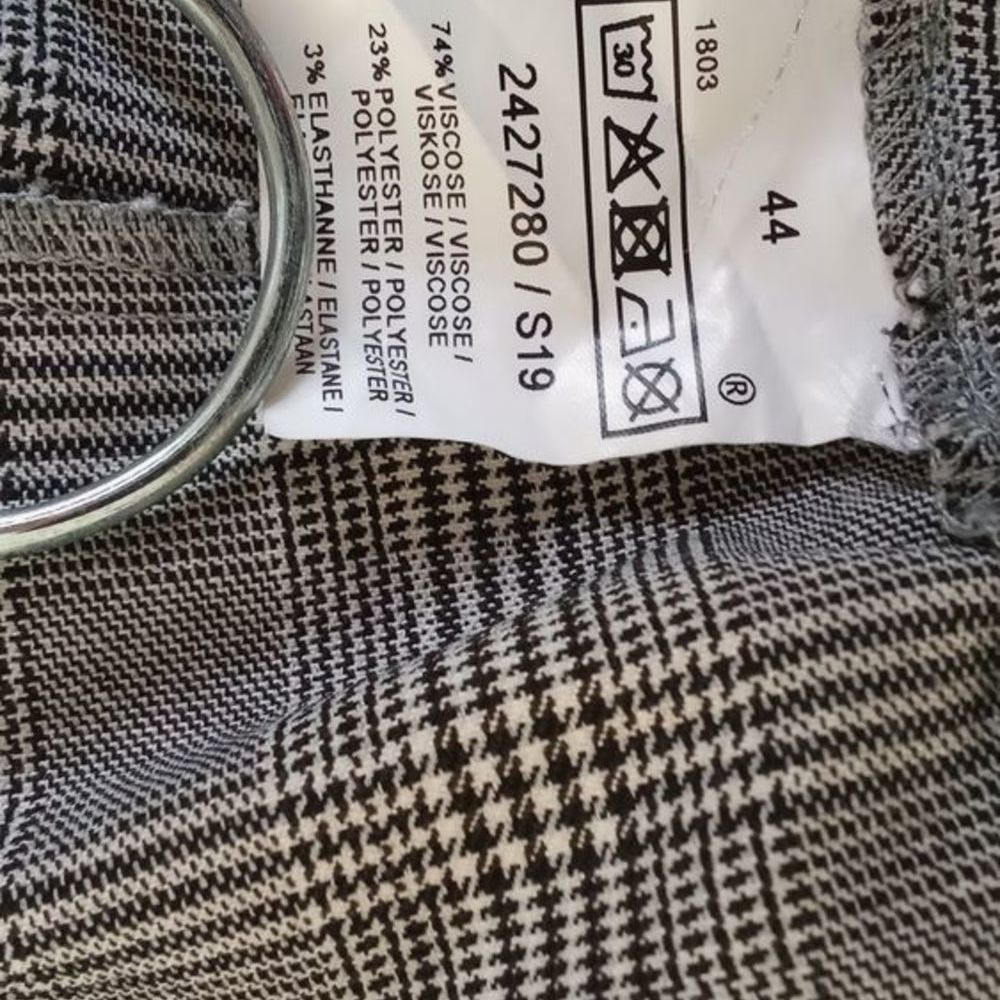 44
®
1803
30
2427280 / S19
74% VISCOSE / VISCOSE /
VISKOSE / VISCOSE
23% POLYESTER / POLYESTER /
POLYESTER / POLYESTER
3% ELASTHANNE / ELASTANE /